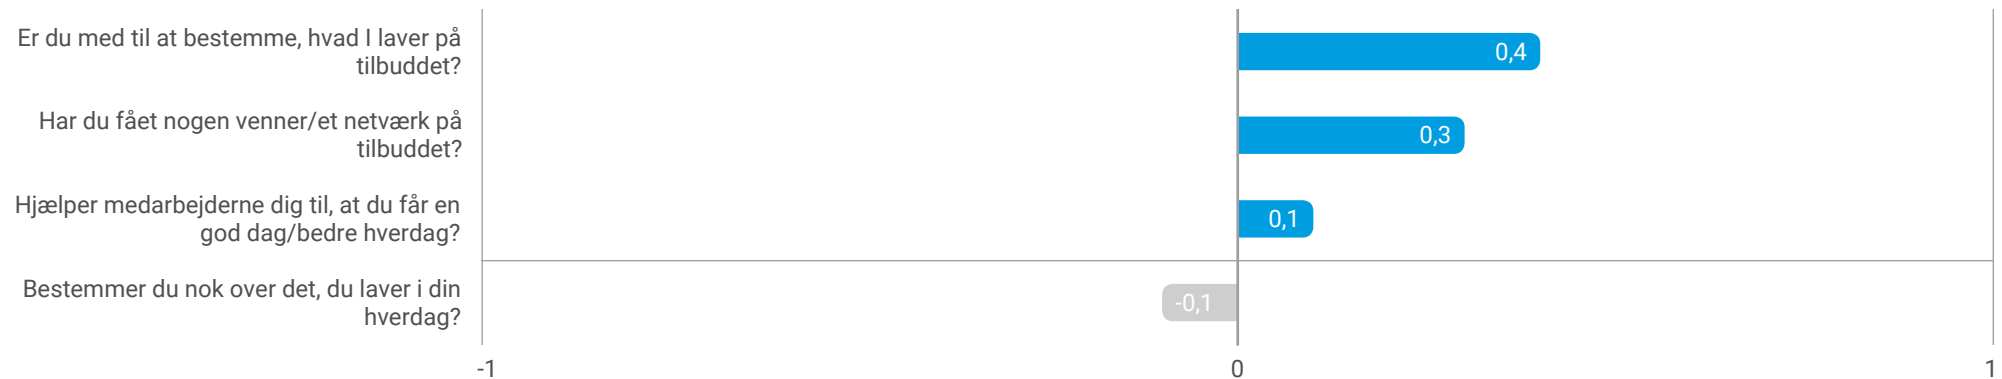 Er du med til at bestemme, hvad I laver på
tilbuddet?
0,4
Har du fået nogen venner/et netværk på
tilbuddet?
0,3
Hjælper medarbejderne dig til, at du får en
god dag/bedre hverdag?
0,1
Bestemmer du nok over det, du laver i din
hverdag?
-0,1
-1
0
1